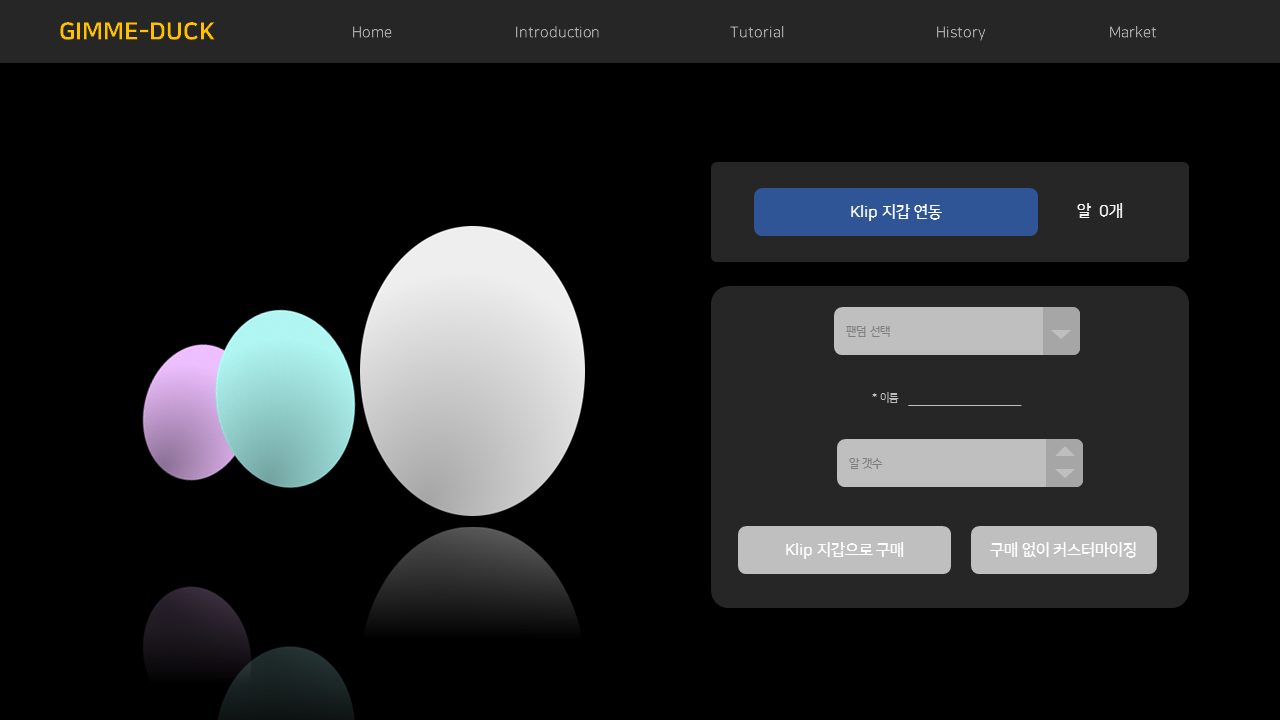 GIMME-DUCK
Home
Introduction
Tutorial
History
Market
Klip 지갑 연동
알 0개
팬덤 선택
* 이름
알 갯수
Klip 지갑으로 구매
구매 없이 커스터마이징